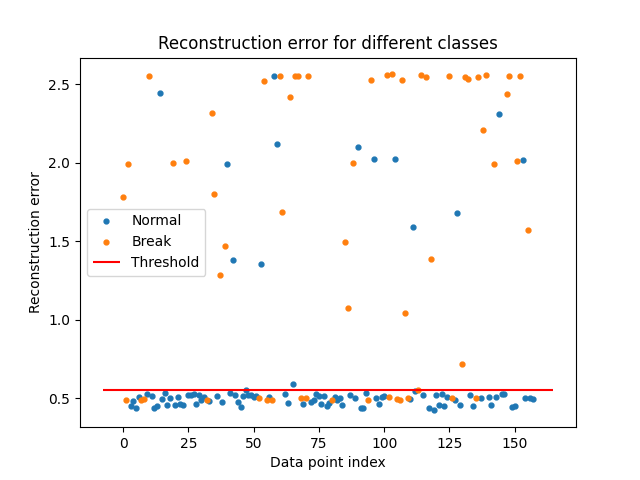 Reconstruction error for different classes
Reconstruction error
2.5
2.0
1.5
1.0
0.5
Normal
Break
Threshold
0 25 50 75 100 125 150
Data point index